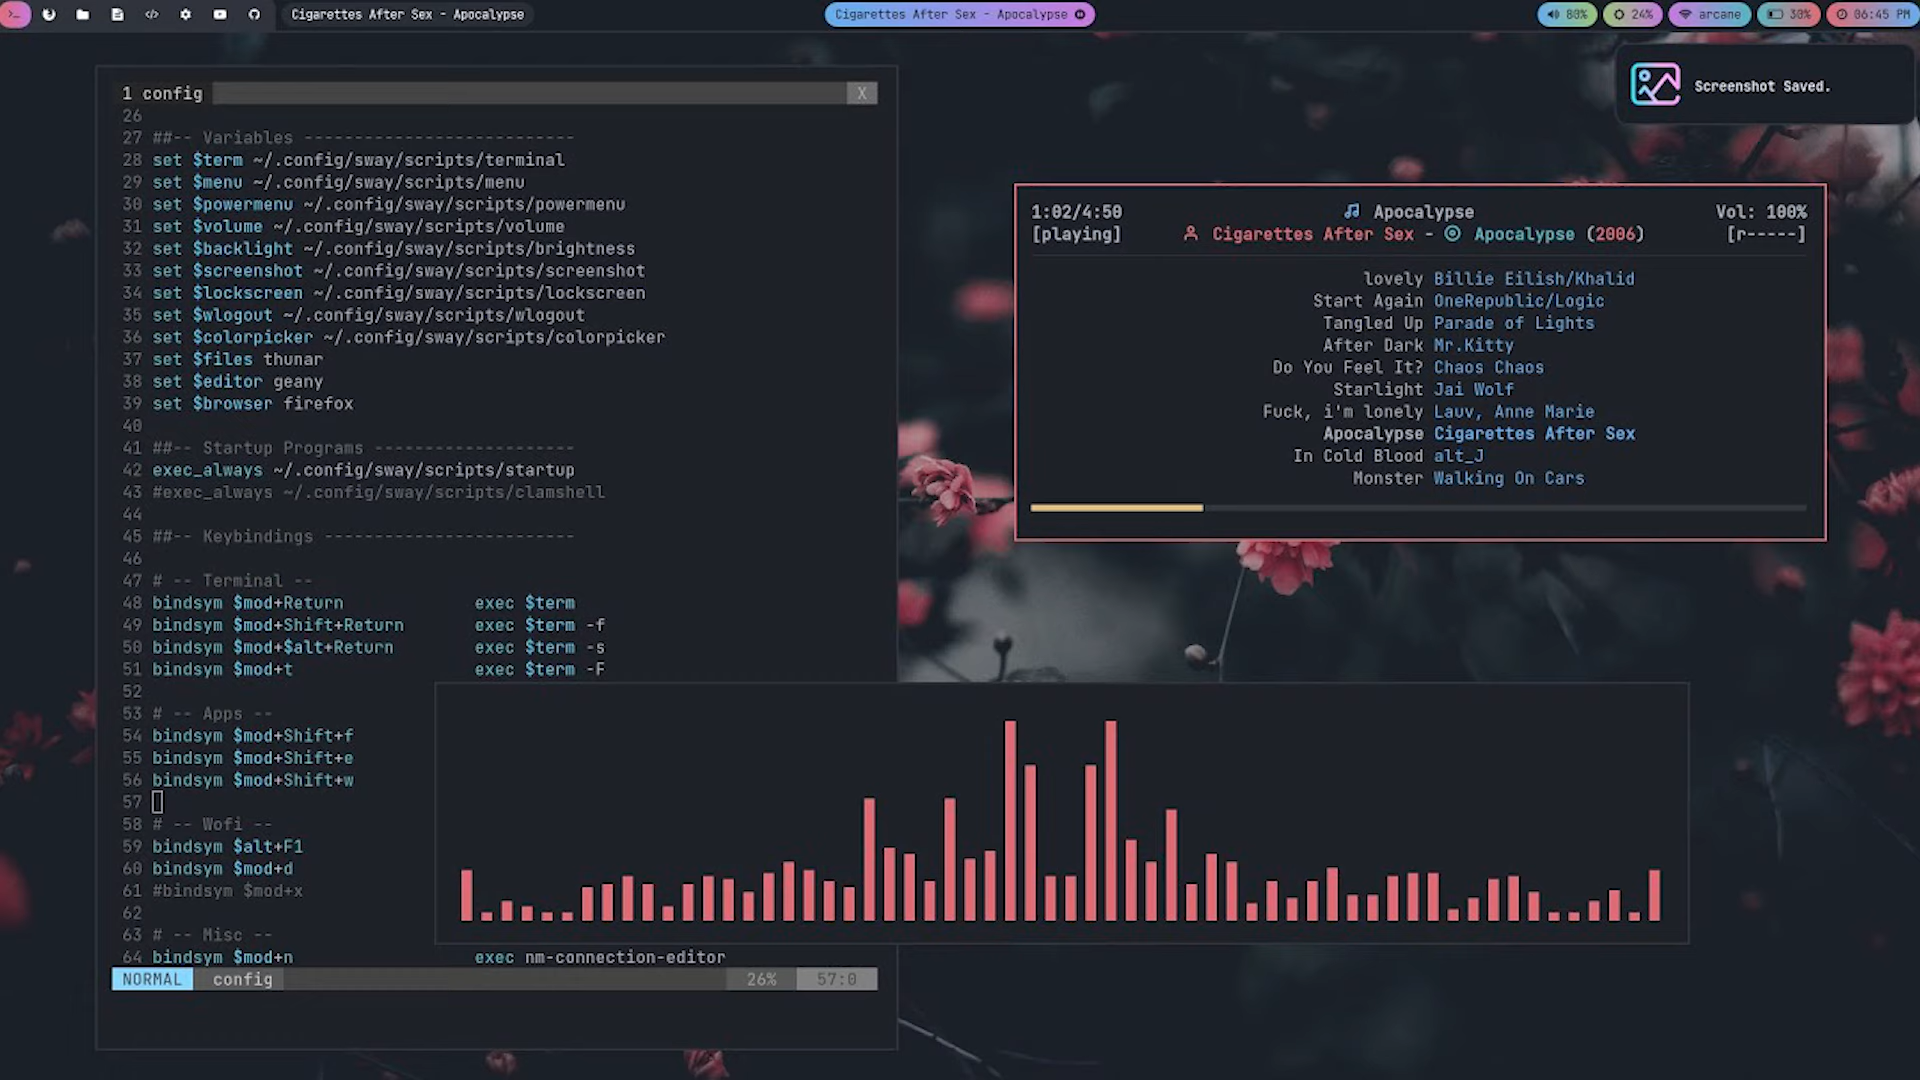 Cigarettes After Sex - Apocalypse
Cigarettes After Sex - Apocalypse
80%
24%
arcane
30%
06:45 PM
Screenshot Saved.
1 config X
26
27 ##-- Variables ---------------------------
28 set $term ~/.config/sway/scripts/terminal
29 set $menu ~/.config/sway/scripts/menu
30 set $powermenu ~/.config/sway/scripts/powermenu
31 set $volume ~/.config/sway/scripts/volume
32 set $backlight ~/.config/sway/scripts/brightness
33 set $screenshot ~/.config/sway/scripts/screenshot
34 set $lockscreen ~/.config/sway/scripts/lockscreen
35 set $wlogout ~/.config/sway/scripts/wlogout
36 set $colorpicker ~/.config/sway/scripts/colorpicker
37 set $files thunar
38 set $editor geany
39 set $browser firefox
40
41 ##-- Startup Programs --------------------
42 exec_always ~/.config/sway/scripts/startup
43 #exec_always ~/.config/sway/scripts/clamshell
44
45 ##-- Keybindings -------------------------
46
47 # -- Terminal --
48 bindsym $mod+Return exec $term
49 bindsym $mod+Shift+Return exec $term -f
50 bindsym $mod+$alt+Return exec $term -s
51 bindsym $mod+t exec $term -F
52
53 # -- Apps --
54 bindsym $mod+Shift+f
55 bindsym $mod+Shift+e
56 bindsym $mod+Shift+w
57
58 # -- Wofi --
59 bindsym $alt+F1
60 bindsym $mod+d
61 #bindsym $mod+x
62
63 # -- Misc --
64 bindsym $mod+n exec nm-connection-editor
NORMAL config 26% 57:0
1:02/4:50 Apocalypse Vol: 100%
[playing] Cigarettes After Sex - Apocalypse (2006) [r-----]
lovely Billie Eilish/Khalid
Start Again OneRepublic/Logic
Tangled Up Parade of Lights
After Dark Mr.Kitty
Do You Feel It? Chaos Chaos
Starlight Jai Wolf
Fuck, i'm lonely Lauv, Anne Marie
Apocalypse Cigarettes After Sex
In Cold Blood alt_J
Monster Walking On Cars